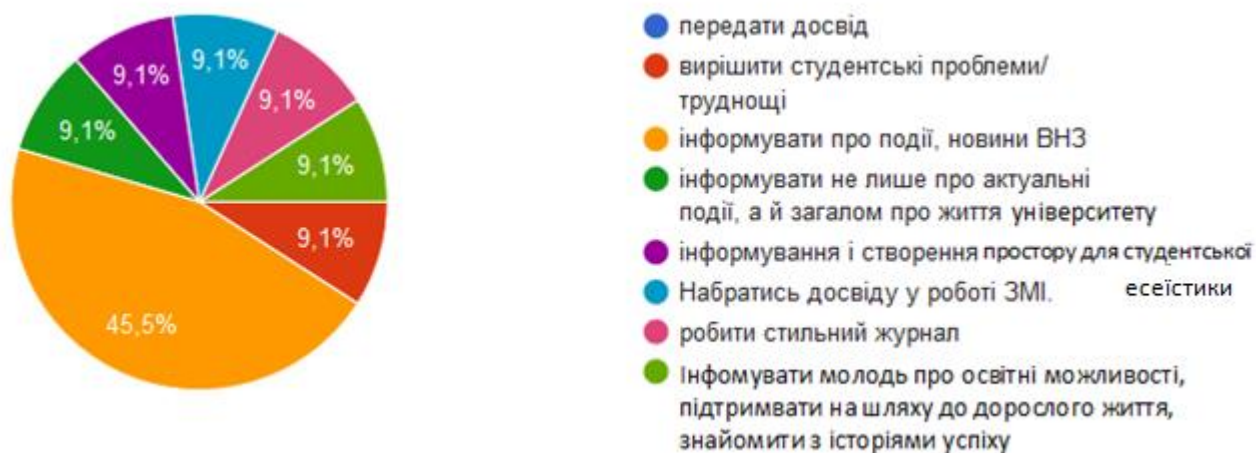 9,1%
9,1%
9,1%
9,1%
9,1%
9,1%
45,5%
передати досвід
вирішити студентські проблеми/
труднощі
інформувати про події, новини ВНЗ
інформувати не лише про актуальні
події, а й загалом про життя університету
інформування і створення простору для студентської
есеїстики
Набратись досвіду у роботі ЗМІ.
робити стильний журнал
Інфомувати молодь про освітні можливості,
підтримвати на шляху до дорослого життя,
знайомити з історіями успіху